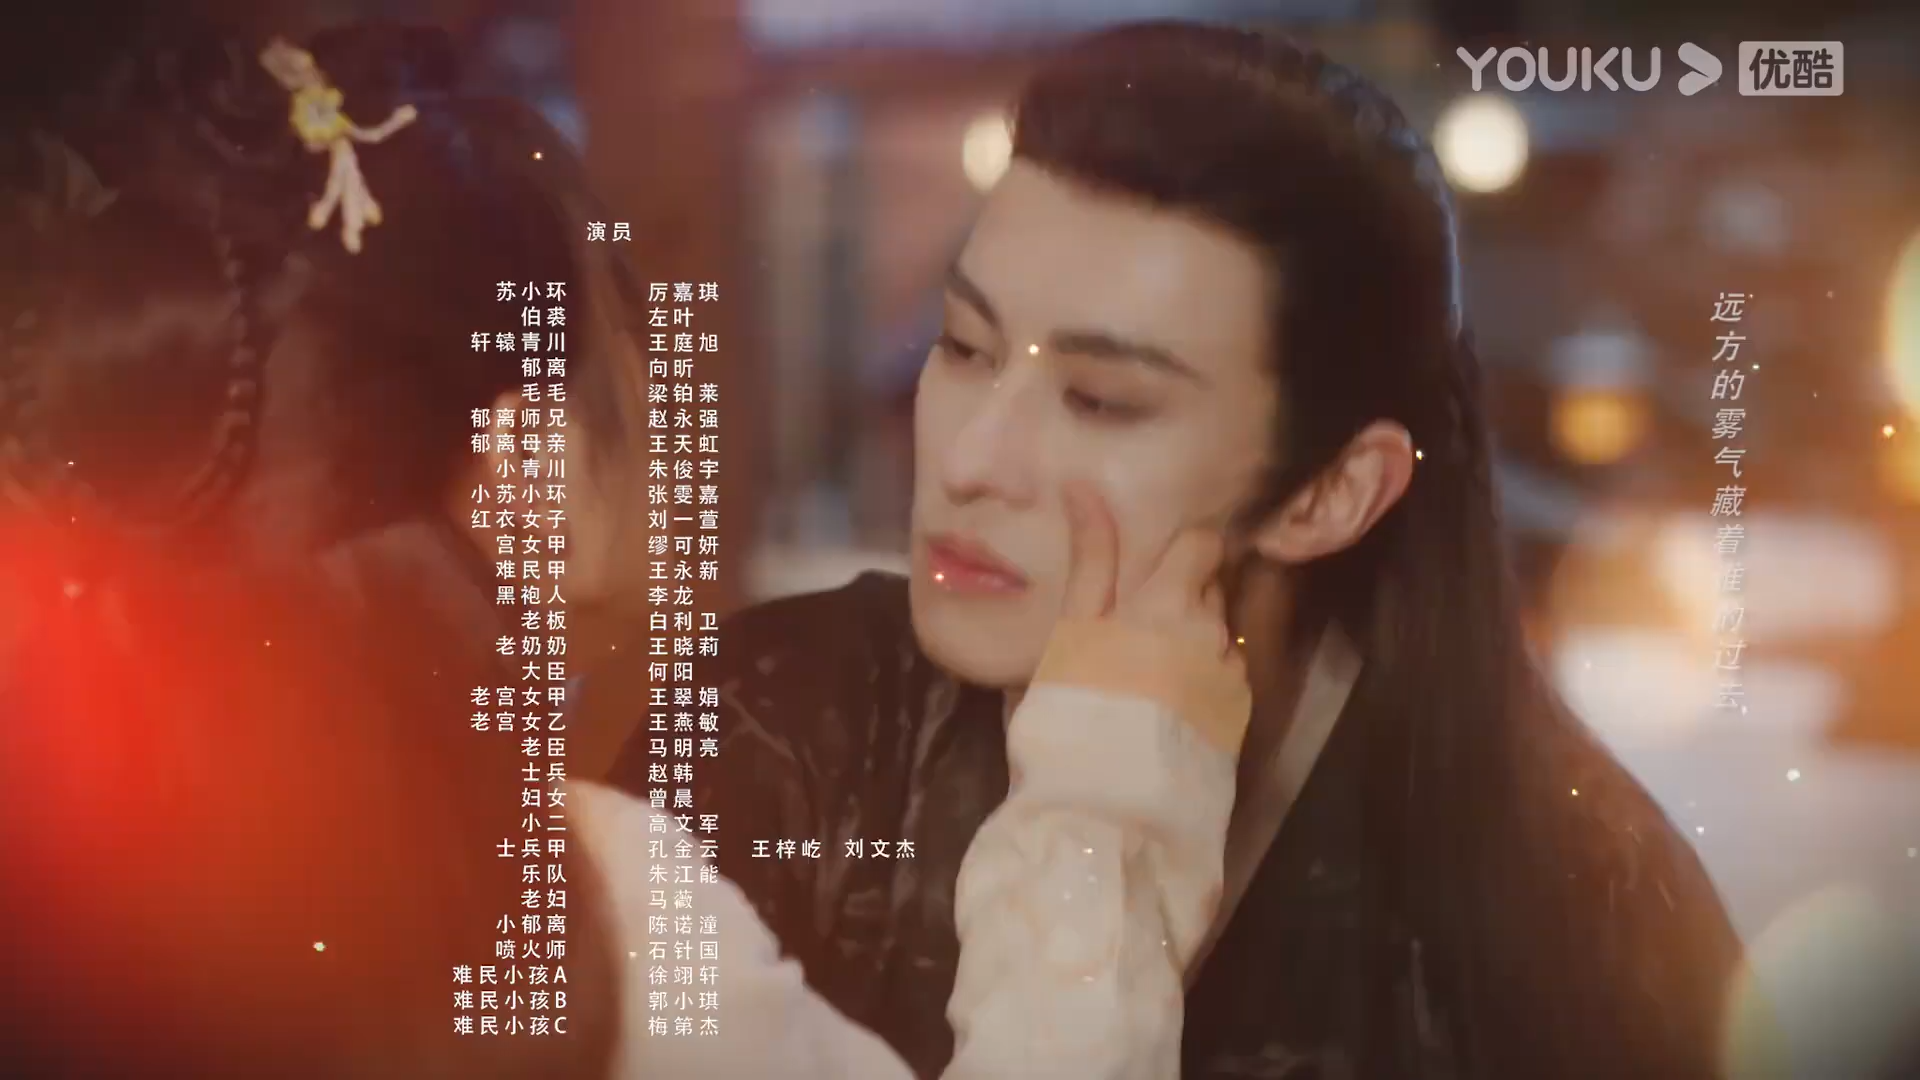 YOUKU 优酷
演员
苏小环 厉嘉琪
伯裘 左叶
轩辕青川 王庭旭
郁离 向昕
毛毛 梁铂莱
郁离师兄 赵永强
郁离母亲 王天虹
小青川 朱俊宇
小苏小环 张雯嘉
红衣女子 刘一萱
宫女甲 缪可妍
难民甲 王永新
黑袍人 李龙
老板 白利卫
老奶奶 王晓莉
大臣 何阳
老宫女甲 王翠娟
老宫女乙 王燕敏
老臣 马明亮
士兵 赵韩
妇女 曾晨
小二 高文军
士兵甲 孔金云 王梓屹 刘文杰
乐队 朱江能
老妇 马薇
小郁离 陈诺潼
喷火师 石针国
难民小孩A 徐翊轩
难民小孩B 郭小琪
难民小孩C 梅第杰
远方的雾气藏着谁的过去